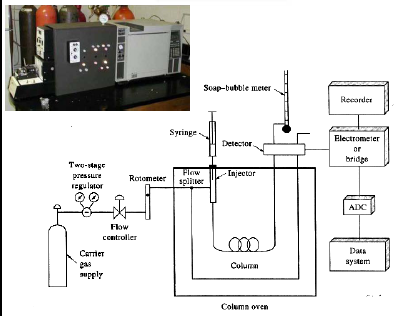 Soap–bubble meter
Recorder
Syringe
Detector
Electrometer
or
bridge
Two-stage
pressure
regulator
Rotometer
Flow
splitter
Injector
ADC
Flow
controller
Carrier
gas
supply
Column
Data
system
Column oven